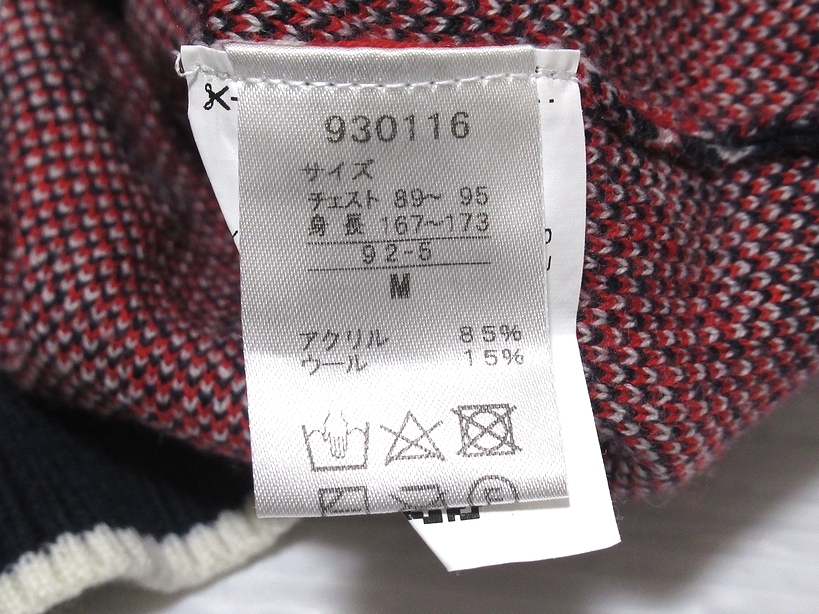 930116
サイズ
チェスト 89～ 95
身長 167～173
92-5
M
アクリル 85%
ウール 15%